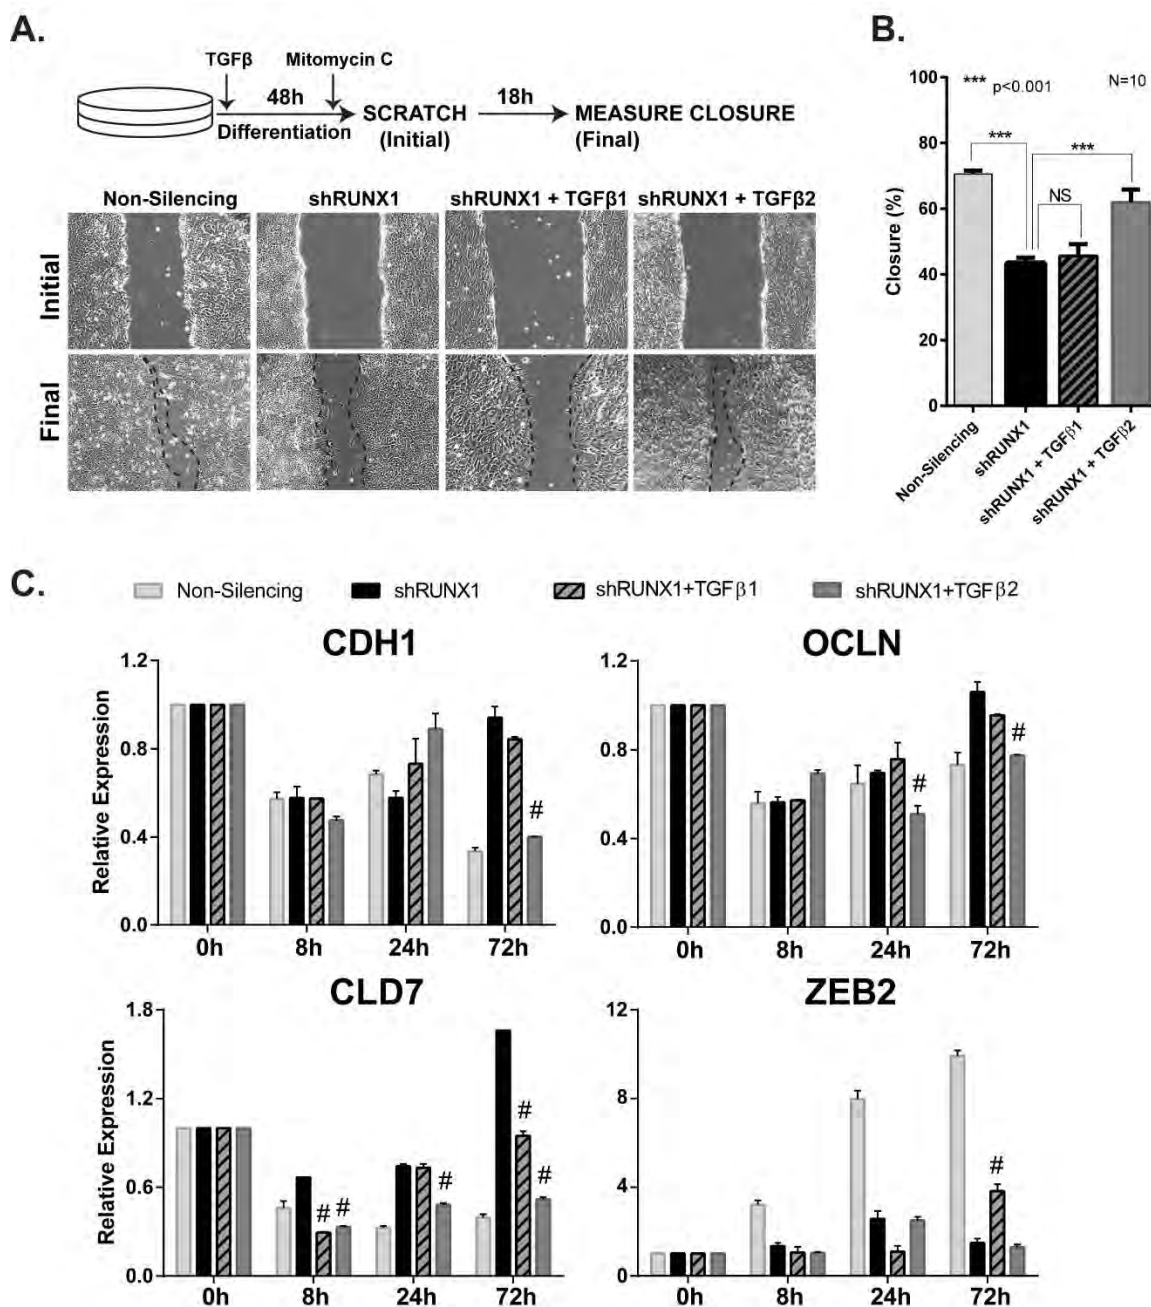 A.
TGFβ
Mitomycin C
48h
Differentiation
SCRATCH
(Initial)
18h
MEASURE CLOSURE
(Final)
Non-Silencing
shRUNX1
shRUNX1 + TGFβ1
shRUNX1 + TGFβ2
Initial
Final
B.
Closure (%)
100
80
60
40
20
0
*** p<0.001
N=10
***
***
NS
Non-Silencing
shRUNX1
shRUNX1 + TGFβ1
shRUNX1 + TGFβ2
C.
Non-Silencing
shRUNX1
shRUNX1+TGFβ1
shRUNX1+TGFβ2
CDH1
Relative Expression
1.2
0.8
0.4
0.0
#
0h 8h 24h 72h
OCLN
1.2
0.8
0.4
0.0
#
#
0h 8h 24h 72h
CLD7
Relative Expression
1.8
1.2
0.6
0.0
# #
#
#
#
0h 8h 24h 72h
ZEB2
12
8
4
0
#
0h 8h 24h 72h